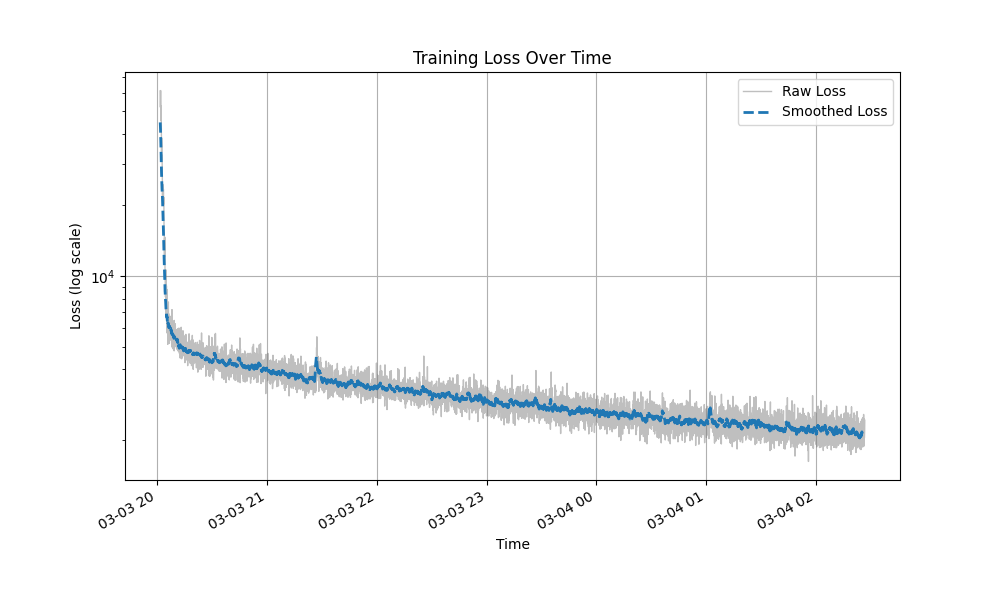 Training Loss Over Time
Raw Loss
Smoothed Loss
Loss (log scale)
10⁴
03-03 20
03-03 21
03-03 22
03-03 23
03-04 00
03-04 01
03-04 02
Time